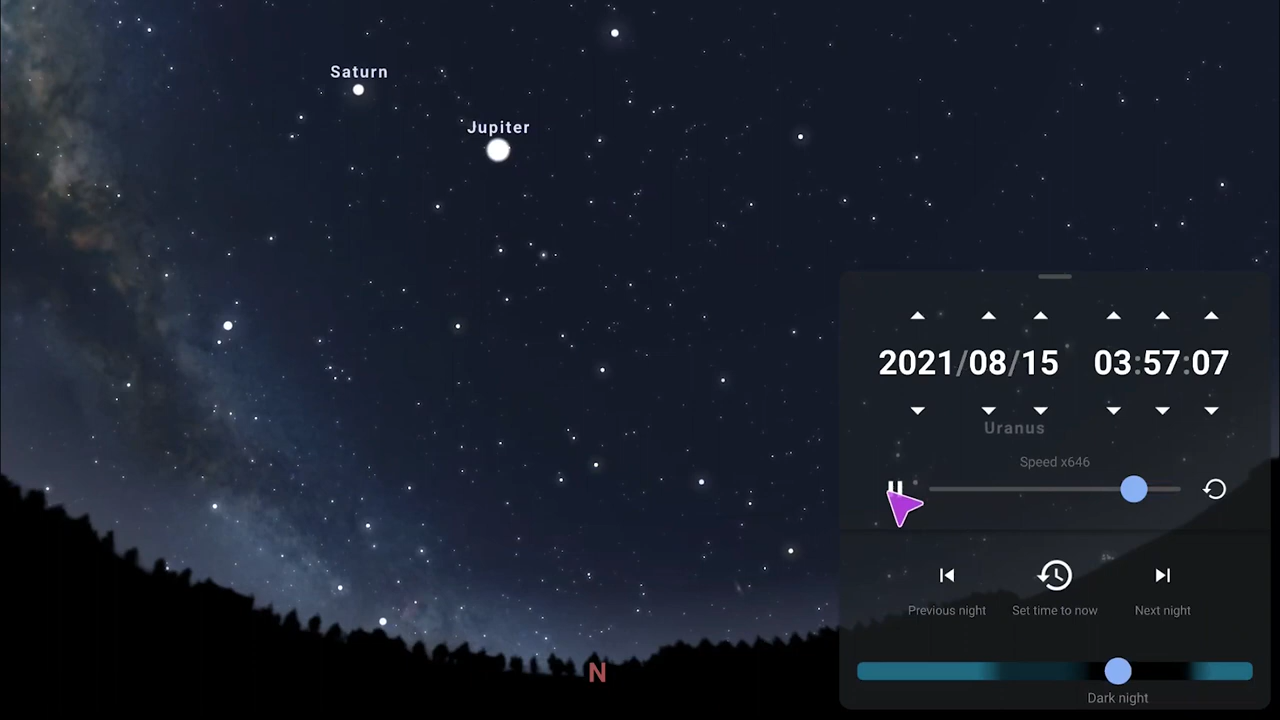 Saturn
Jupiter
2021/08/15 03:57:07
Uranus
Speed x646
Previous night
Set time to now
Next night
N
Dark night